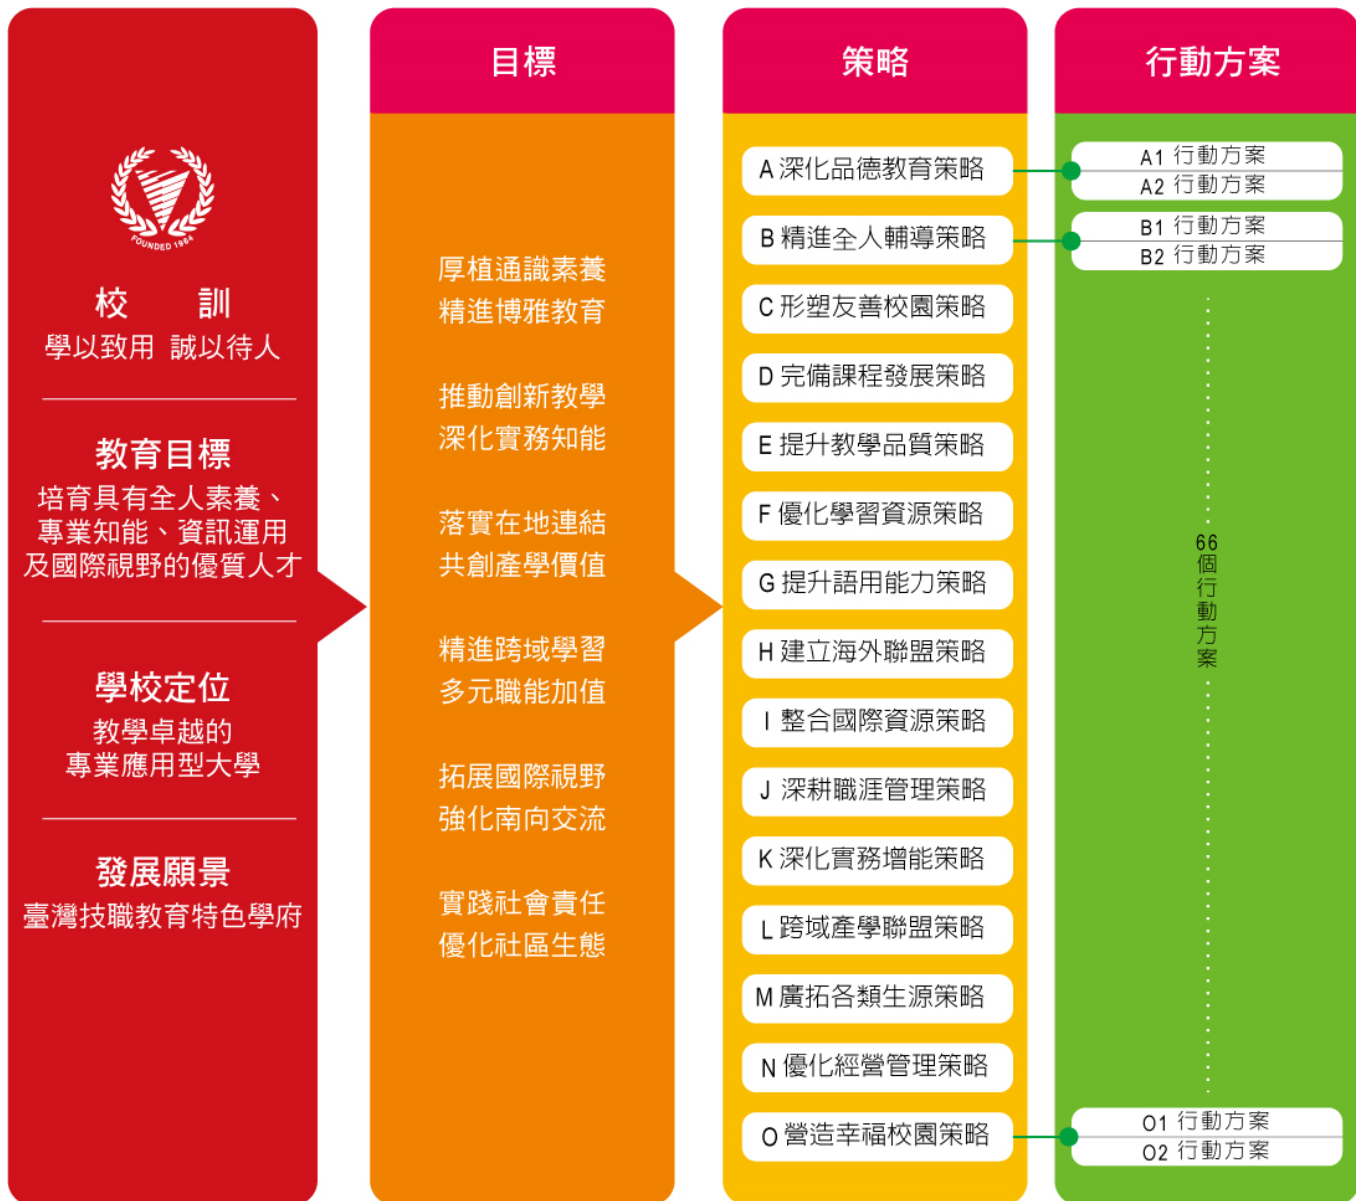 FOUNDED 1964
校 訓
學以致用 誠以待人
教育目標
培育具有全人素養、
專業知能、資訊運用
及國際視野的優質人才
學校定位
教學卓越的
專業應用型大學
發展願景
臺灣技職教育特色學府
目標
厚植通識素養
精進博雅教育
推動創新教學
深化實務知能
落實在地連結
共創產學價值
精進跨域學習
多元職能加值
拓展國際視野
強化南向交流
實踐社會責任
優化社區生態
策略
A 深化品德教育策略
B 精進全人輔導策略
C 形塑友善校園策略
D 完備課程發展策略
E 提升教學品質策略
F 優化學習資源策略
G 提升語用能力策略
H 建立海外聯盟策略
I 整合國際資源策略
J 深耕職涯管理策略
K 深化實務增能策略
L 跨域產學聯盟策略
M 廣拓各類生源策略
N 優化經營管理策略
O 營造幸福校園策略
行動方案
A1 行動方案
A2 行動方案
B1 行動方案
B2 行動方案
66個行動方案
O1 行動方案
O2 行動方案